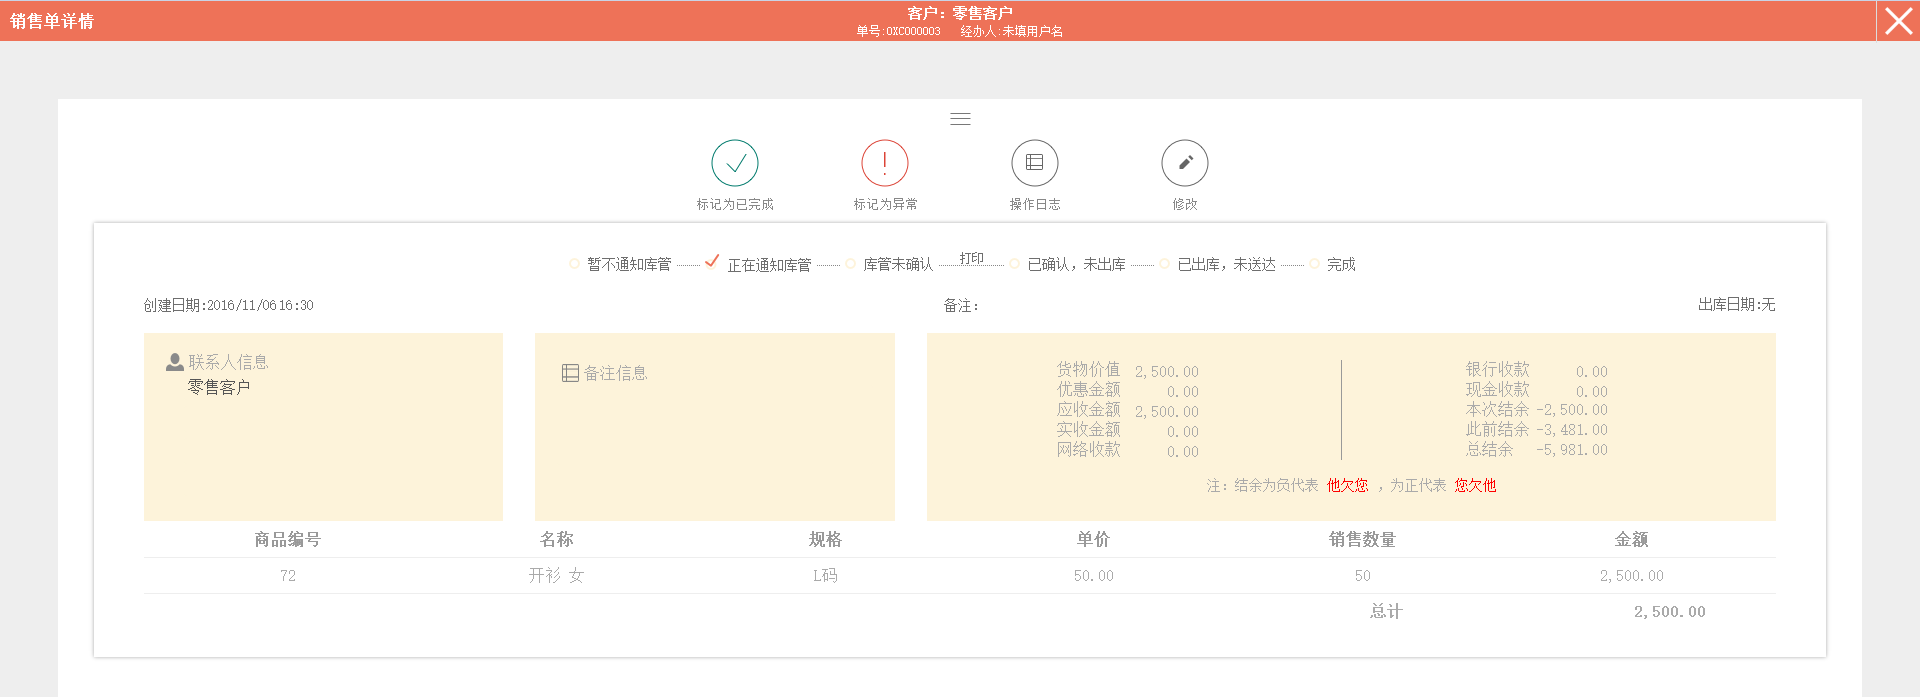 销售单详情
客户：零售客户
单号:0XC000003 经办人:未填用户名
标记为已完成 标记为异常 操作日志 修改
暂不通知库管 正在通知库管 库管未确认 打印 已确认，未出库 已出库，未送达 完成
创建日期:2016/11/06 16:30 备注: 出库日期:无
联系人信息
零售客户
备注信息
货物价值 2,500.00
优惠金额 0.00
应收金额 2,500.00
实收金额 0.00
网络收款 0.00
银行收款 0.00
现金收款 0.00
本次结余 -2,500.00
此前结余 -3,481.00
总结余 -5,981.00
注：结余为负代表 他欠您 ，为正代表 您欠他
商品编号 名称 规格 单价 销售数量 金额
72 开衫 女 L码 50.00 50 2,500.00
总计 2,500.00